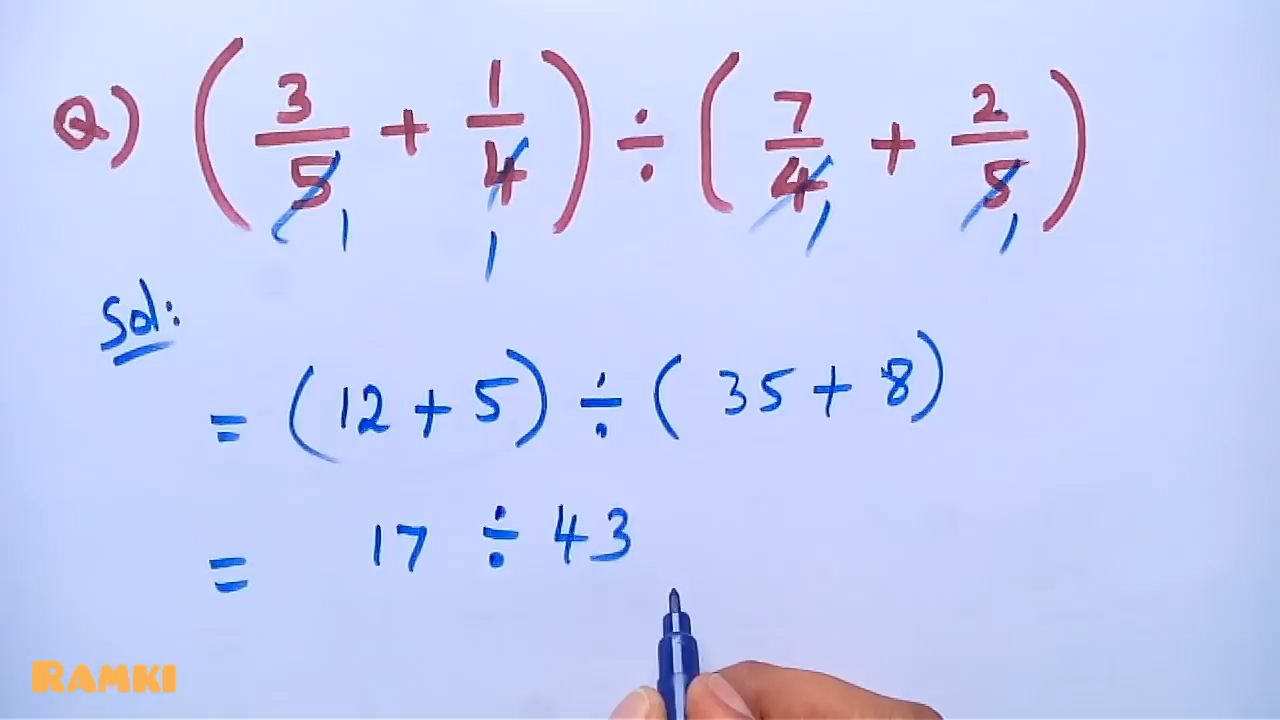 Q) (3/5 + 1/4) ÷ (7/4 + 2/5)
1 1 1 1
Sol:
= (12 + 5) ÷ (35 + 8)
= 17 ÷ 43
RAMKI